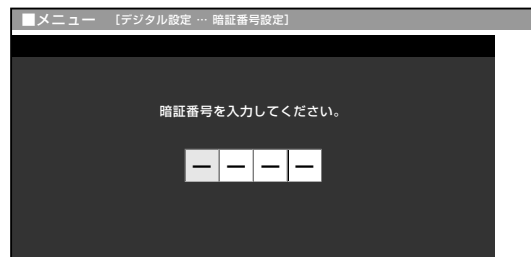 ■メニュー [デジタル設定 … 暗証番号設定]
暗証番号を入力してください。
– – – –